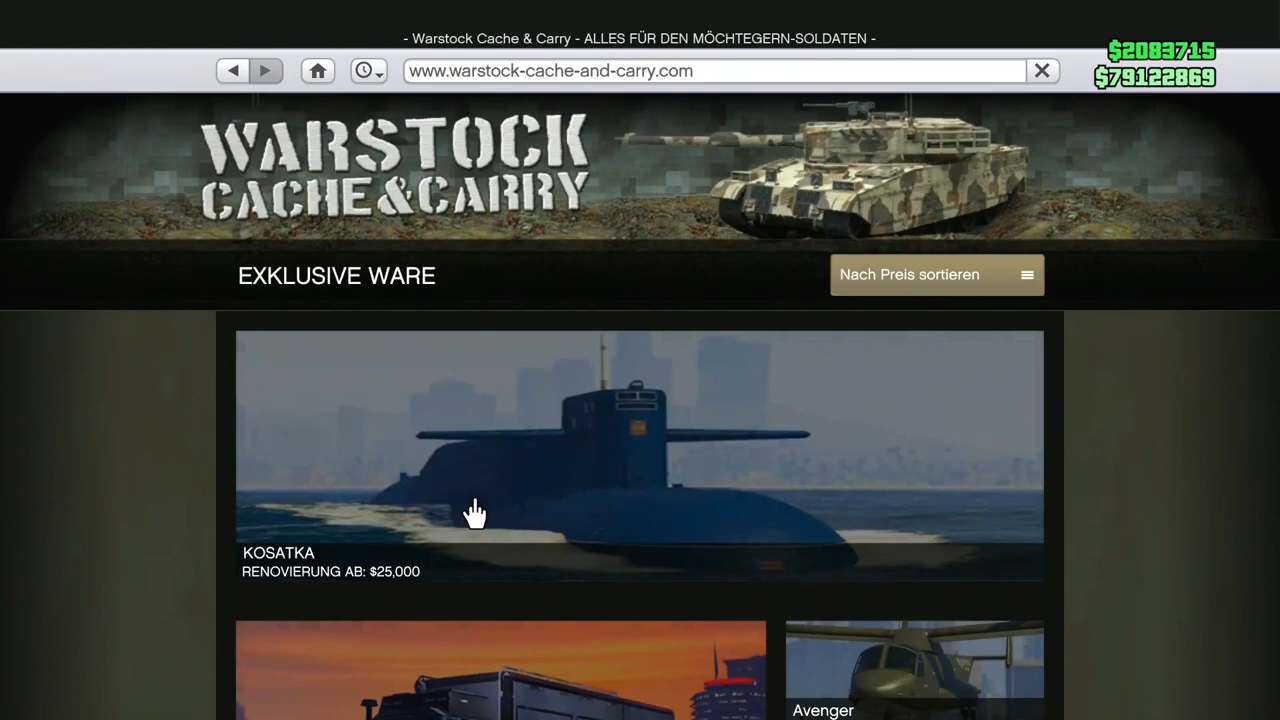 - Warstock Cache & Carry - ALLES FÜR DEN MÖCHTEGERN-SOLDATEN -
www.warstock-cache-and-carry.com
$2083715
$79122869
WARSTOCK
CACHE & CARRY
EXKLUSIVE WARE
Nach Preis sortieren
KOSATKA
RENOVIERUNG AB: $25,000
Avenger